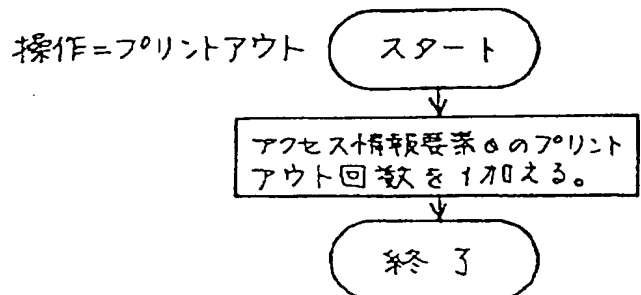 操作=プリントアウト
スタート
アクセス情報要素αのプリント
アウト回数を1加える。
終了